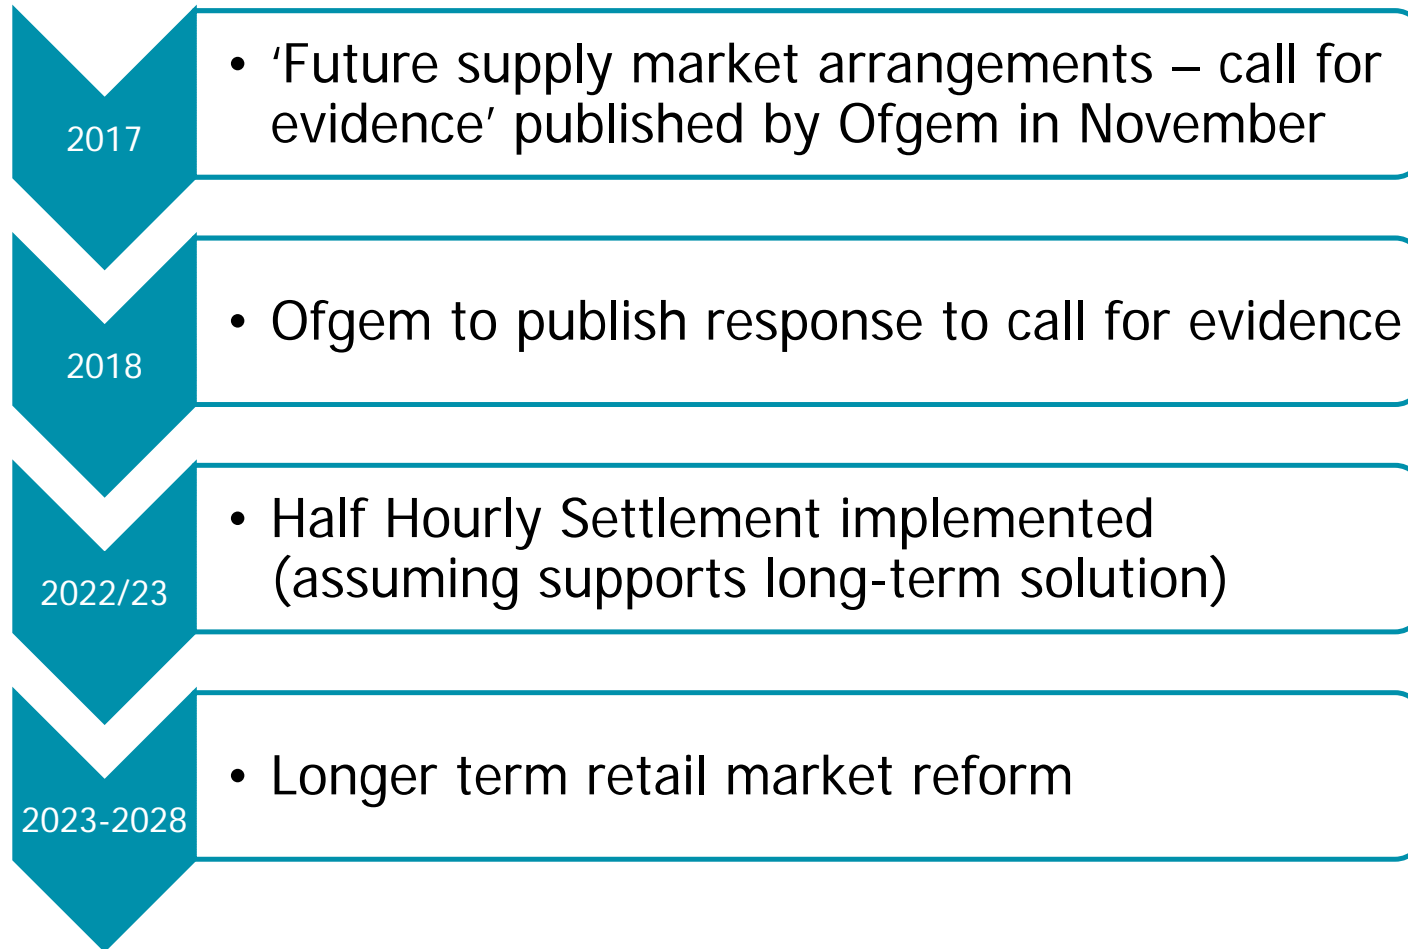 2017
• ‘Future supply market arrangements – call for
evidence’ published by Ofgem in November
2018
• Ofgem to publish response to call for evidence
2022/23
• Half Hourly Settlement implemented
(assuming supports long-term solution)
2023-2028
• Longer term retail market reform